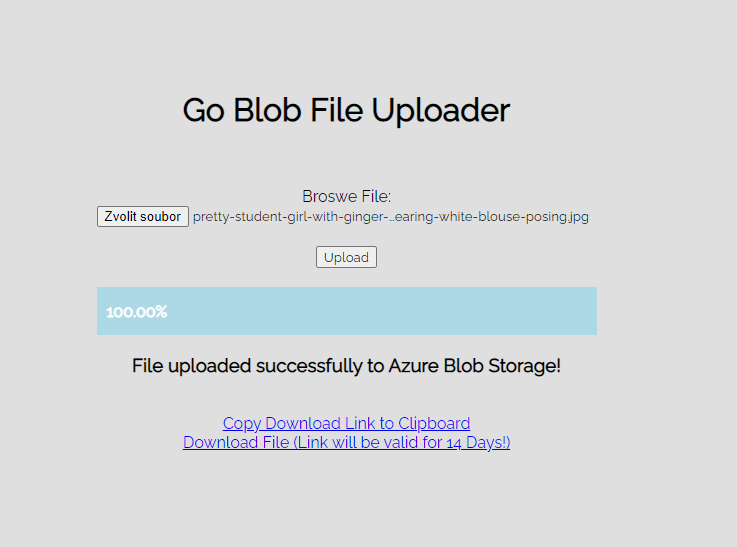 Go Blob File Uploader
Broswe File:
Zvolit soubor pretty-student-girl-with-ginger-...earing-white-blouse-posing.jpg
Upload
100.00%
File uploaded successfully to Azure Blob Storage!
Copy Download Link to Clipboard
Download File (Link will be valid for 14 Days!)